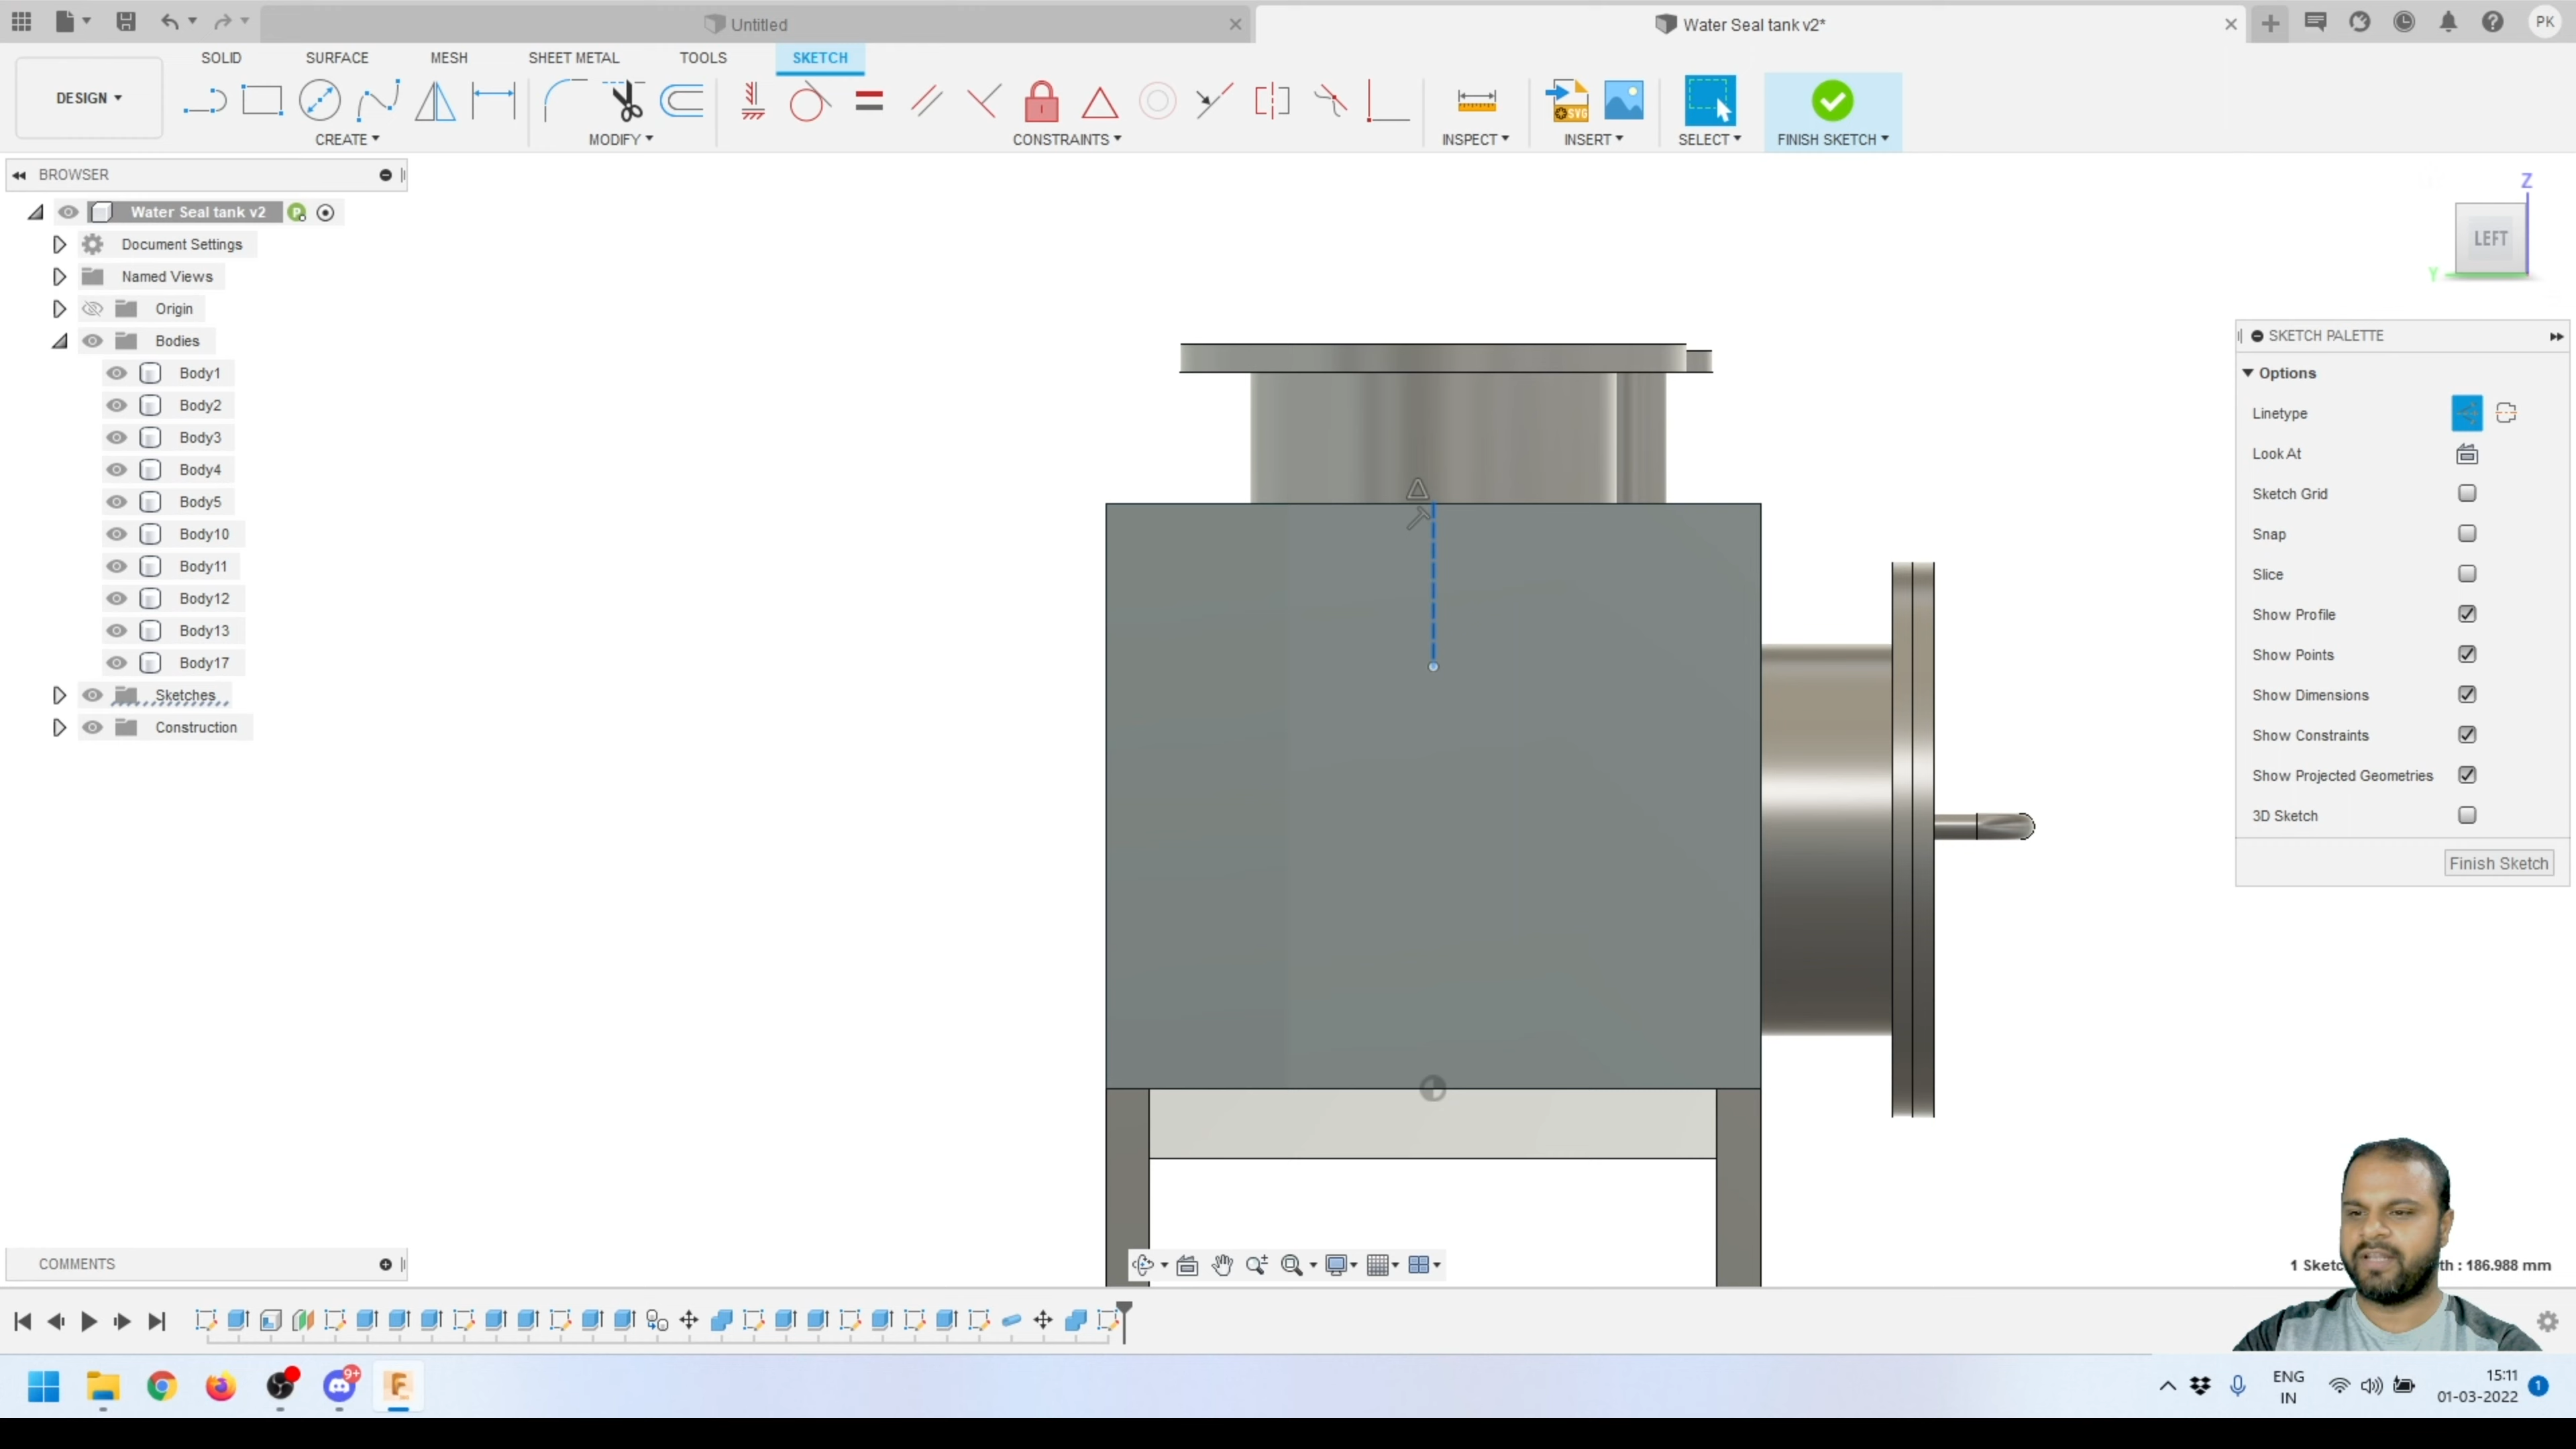 Untitled
Water Seal tank v2*
PK
SOLID
SURFACE
MESH
SHEET METAL
TOOLS
SKETCH
DESIGN
CREATE
MODIFY
CONSTRAINTS
INSPECT
SVG
INSERT
SELECT
FINISH SKETCH
BROWSER
Water Seal tank v2
Document Settings
Named Views
Origin
Bodies
Body1
Body2
Body3
Body4
Body5
Body10
Body11
Body12
Body13
Body17
Sketches
Construction
Z
LEFT
Y
SKETCH PALETTE
Options
Linetype
Look At
Sketch Grid
Snap
Slice
Show Profile
Show Points
Show Dimensions
Show Constraints
Show Projected Geometries
3D Sketch
Finish Sketch
COMMENTS
1 Sketc
th : 186.988 mm
9+
F
ENG
IN
15:11
01-03-2022
1